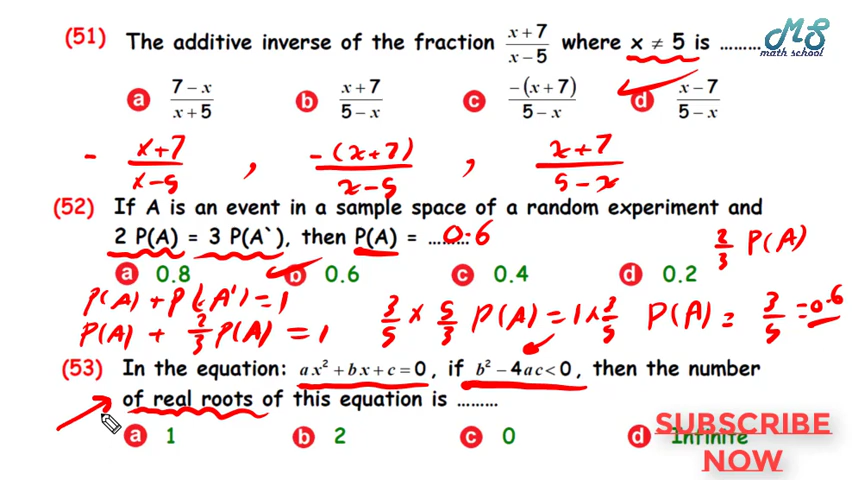 MS
math school
(51) The additive inverse of the fraction (x + 7)/(x − 5) where x ≠ 5 is .........
a (7 − x)/(x + 5) b (x + 7)/(5 − x) c −(x + 7)/(5 − x) d (x − 7)/(5 − x)
− (x+7)/(x−5) , −(x+7)/(x−5) , (x+7)/(5−x)
(52) If A is an event in a sample space of a random experiment and
2 P(A) = 3 P(A`), then P(A) = ......... 0.6
2/3 P(A)
a 0.8 b 0.6 c 0.4 d 0.2
P(A) + P(A') = 1
P(A) + 2/3 P(A) = 1
3/5 × 5/3 P(A) = 1 × 3/5 P(A) = 3/5 = 0.6
(53) In the equation: ax² + bx + c = 0, if b² − 4ac < 0, then the number
of real roots of this equation is .........
a 1 b 2 c 0 d Infinite
SUBSCRIBE
NOW